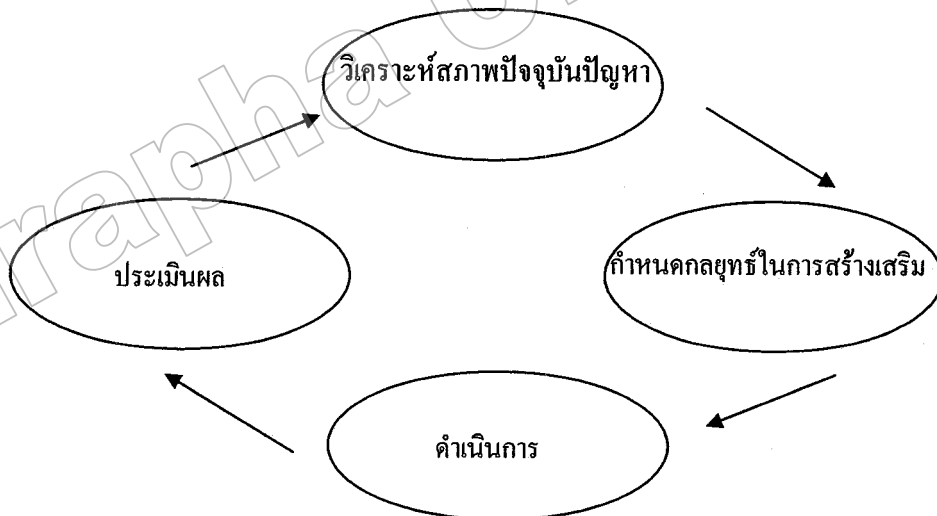 วิเคราะห์สภาพปัจจุบันปัญหา
กำหนดกลยุทธ์ในการสร้างเสริม
ประเมินผล
ดำเนินการ